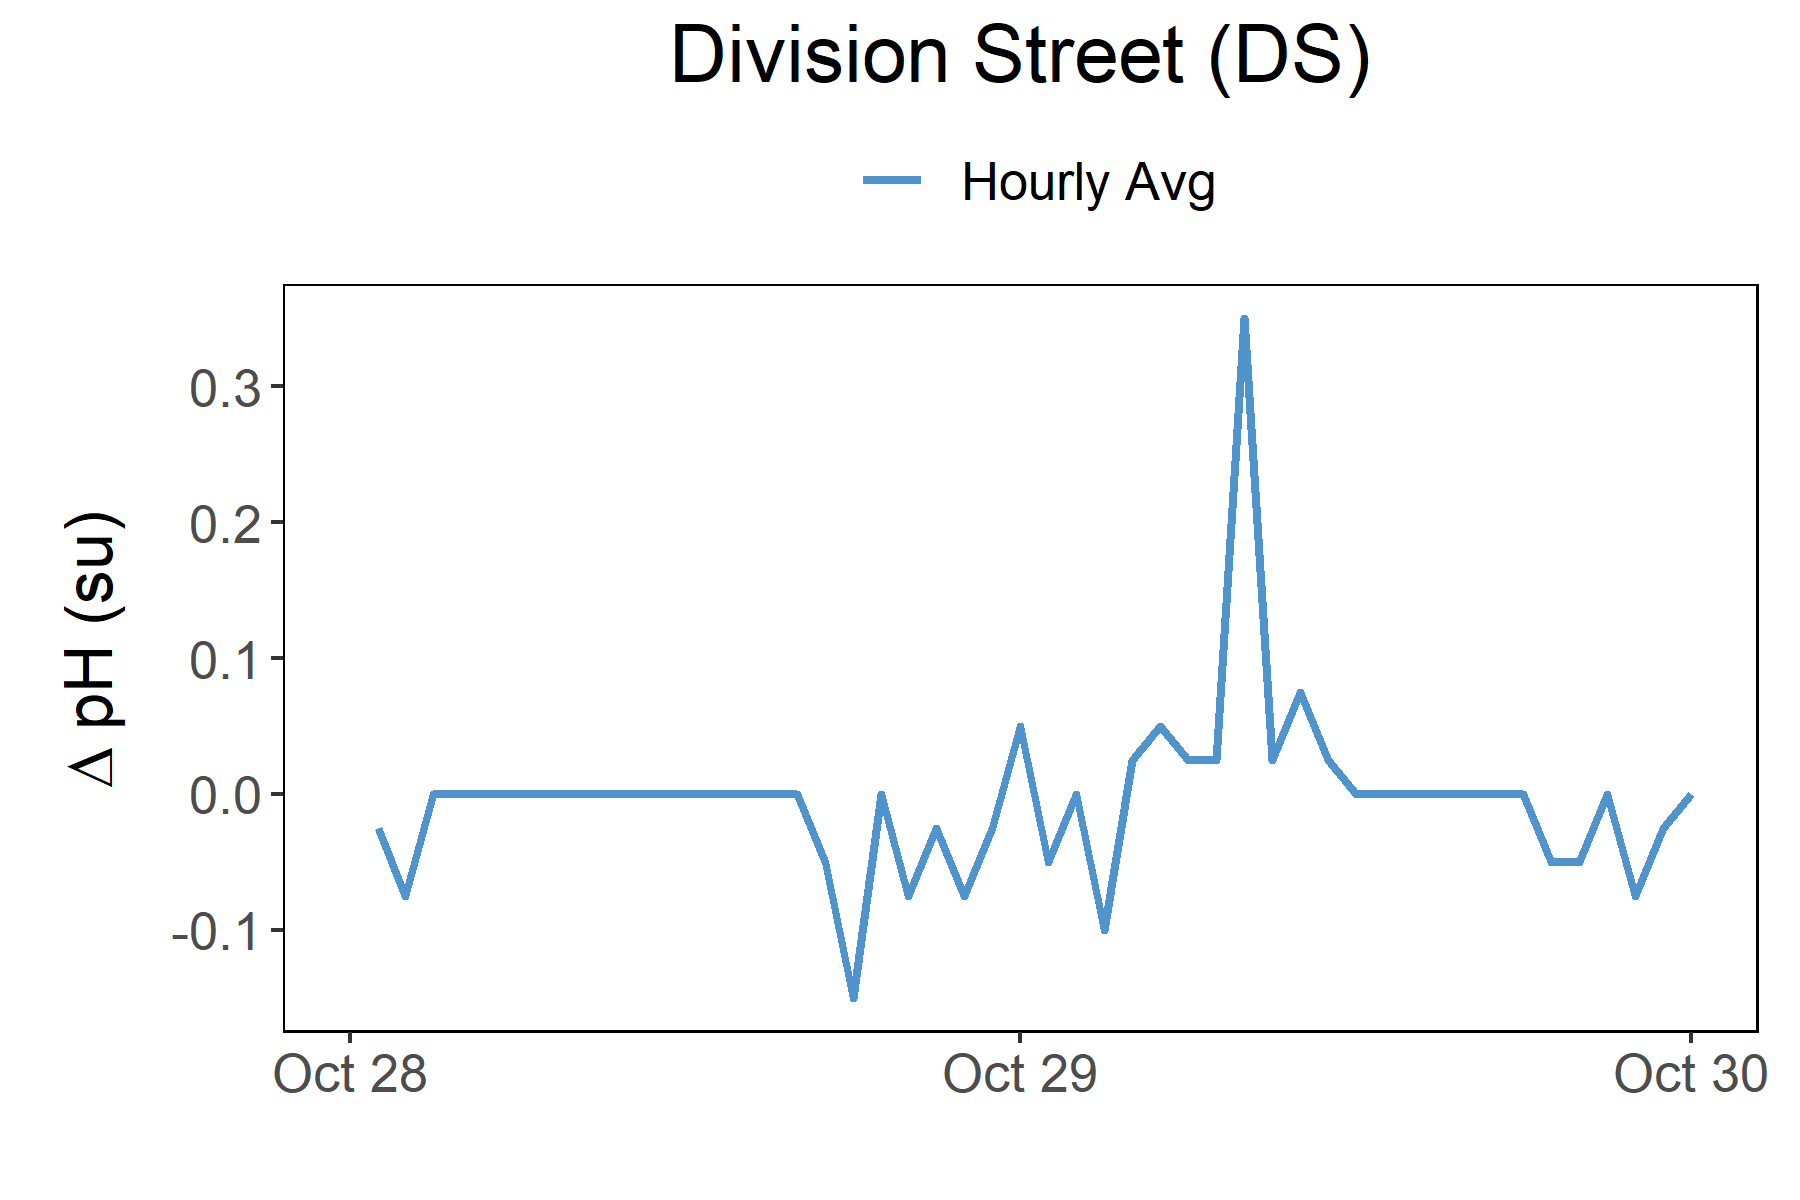 Division Street (DS)
Hourly Avg
Δ pH (su)
0.3
0.2
0.1
0.0
-0.1
Oct 28
Oct 29
Oct 30